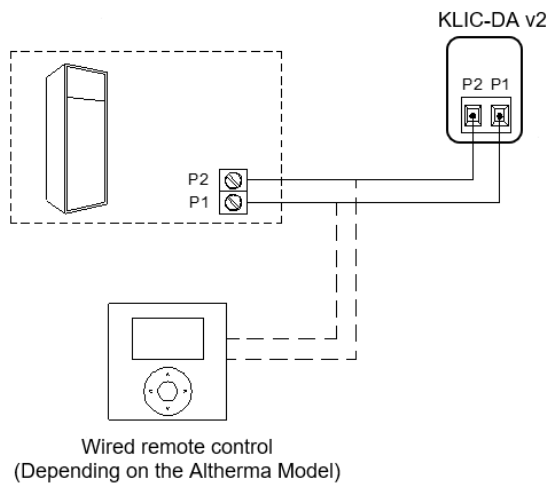 KLIC-DA v2
P2 P1
P2
P1
Wired remote control
(Depending on the Altherma Model)